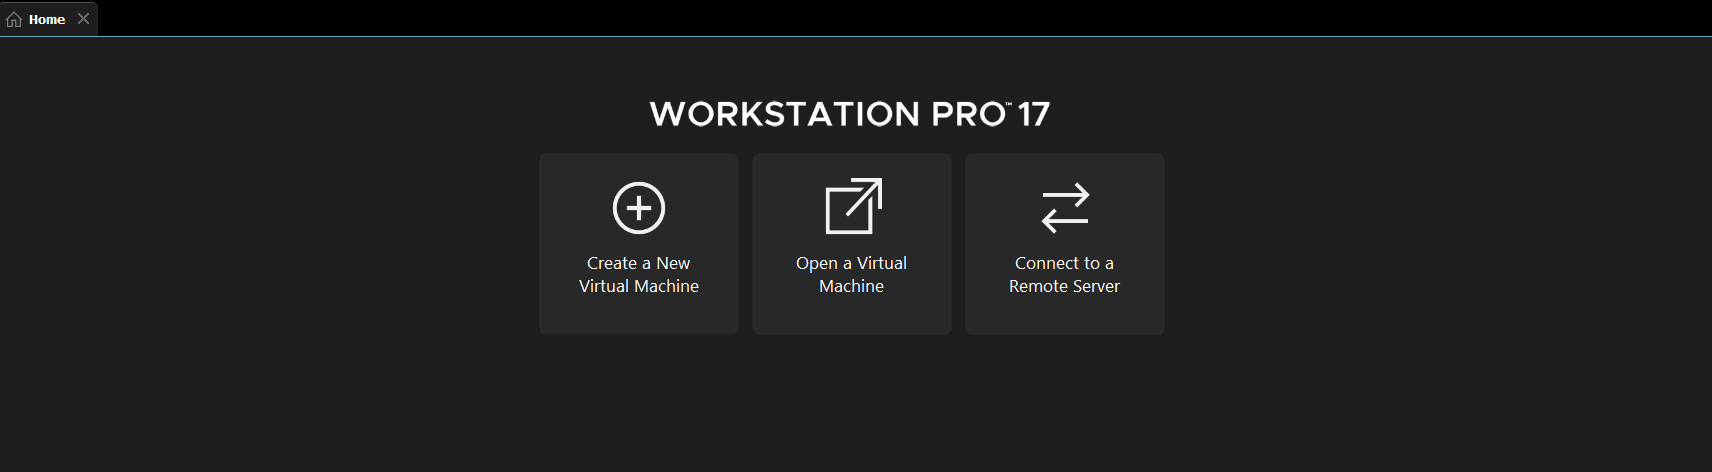 Home
WORKSTATION PRO™ 17
Create a New
Virtual Machine
Open a Virtual
Machine
Connect to a
Remote Server